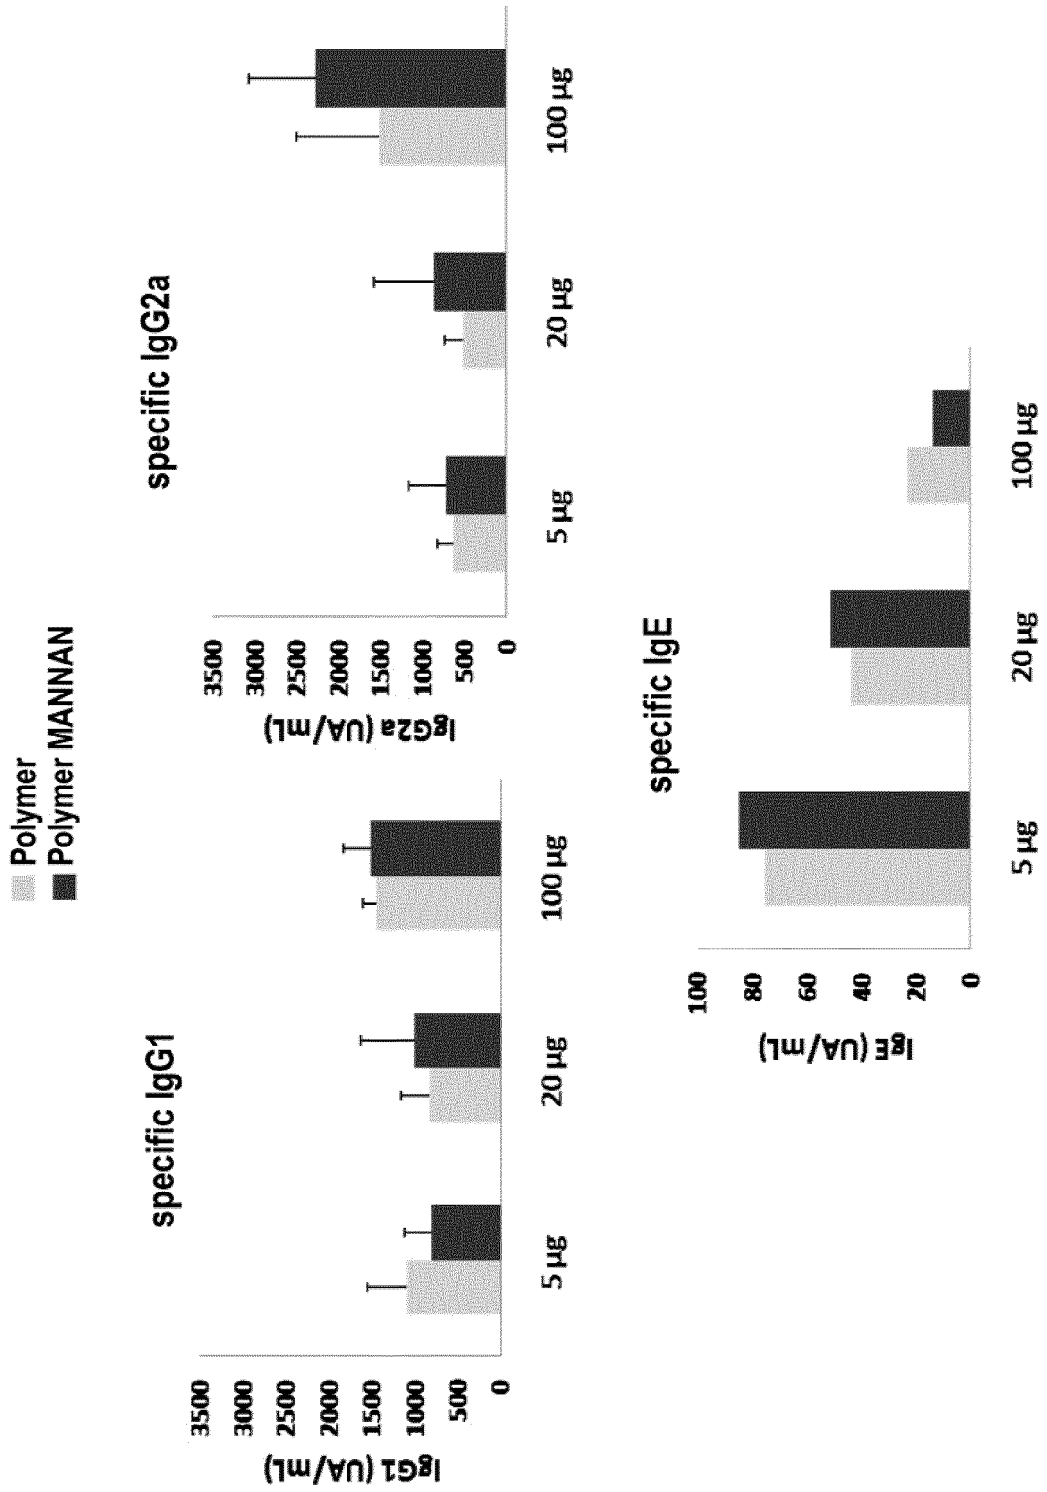 Polymer
Polymer MANNAN
specific IgG1
IgG1 (UA/mL)
3500
3000
2500
2000
1500
1000
500
0
5 µg
20 µg
100 µg
specific IgG2a
IgG2a (UA/mL)
3500
3000
2500
2000
1500
1000
500
0
5 µg
20 µg
100 µg
specific IgE
IgE (UA/mL)
100
80
60
40
20
0
5 µg
20 µg
100 µg